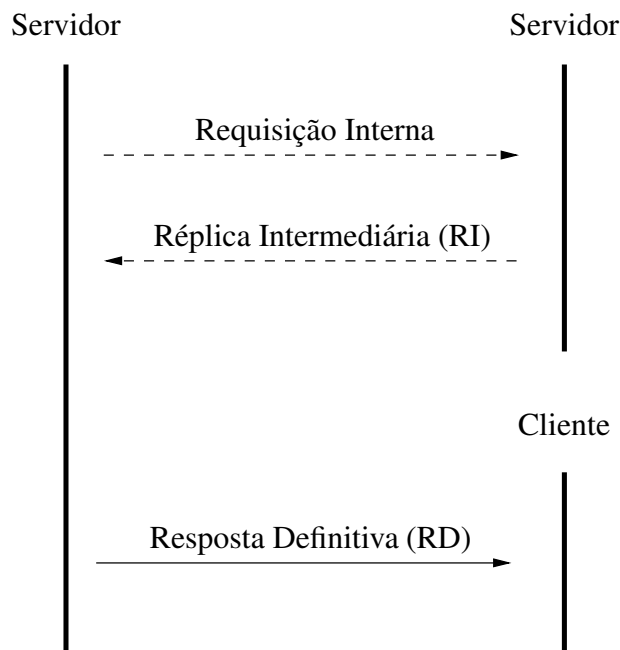 Servidor
Servidor
Requisição Interna
Réplica Intermediária (RI)
Cliente
Resposta Definitiva (RD)